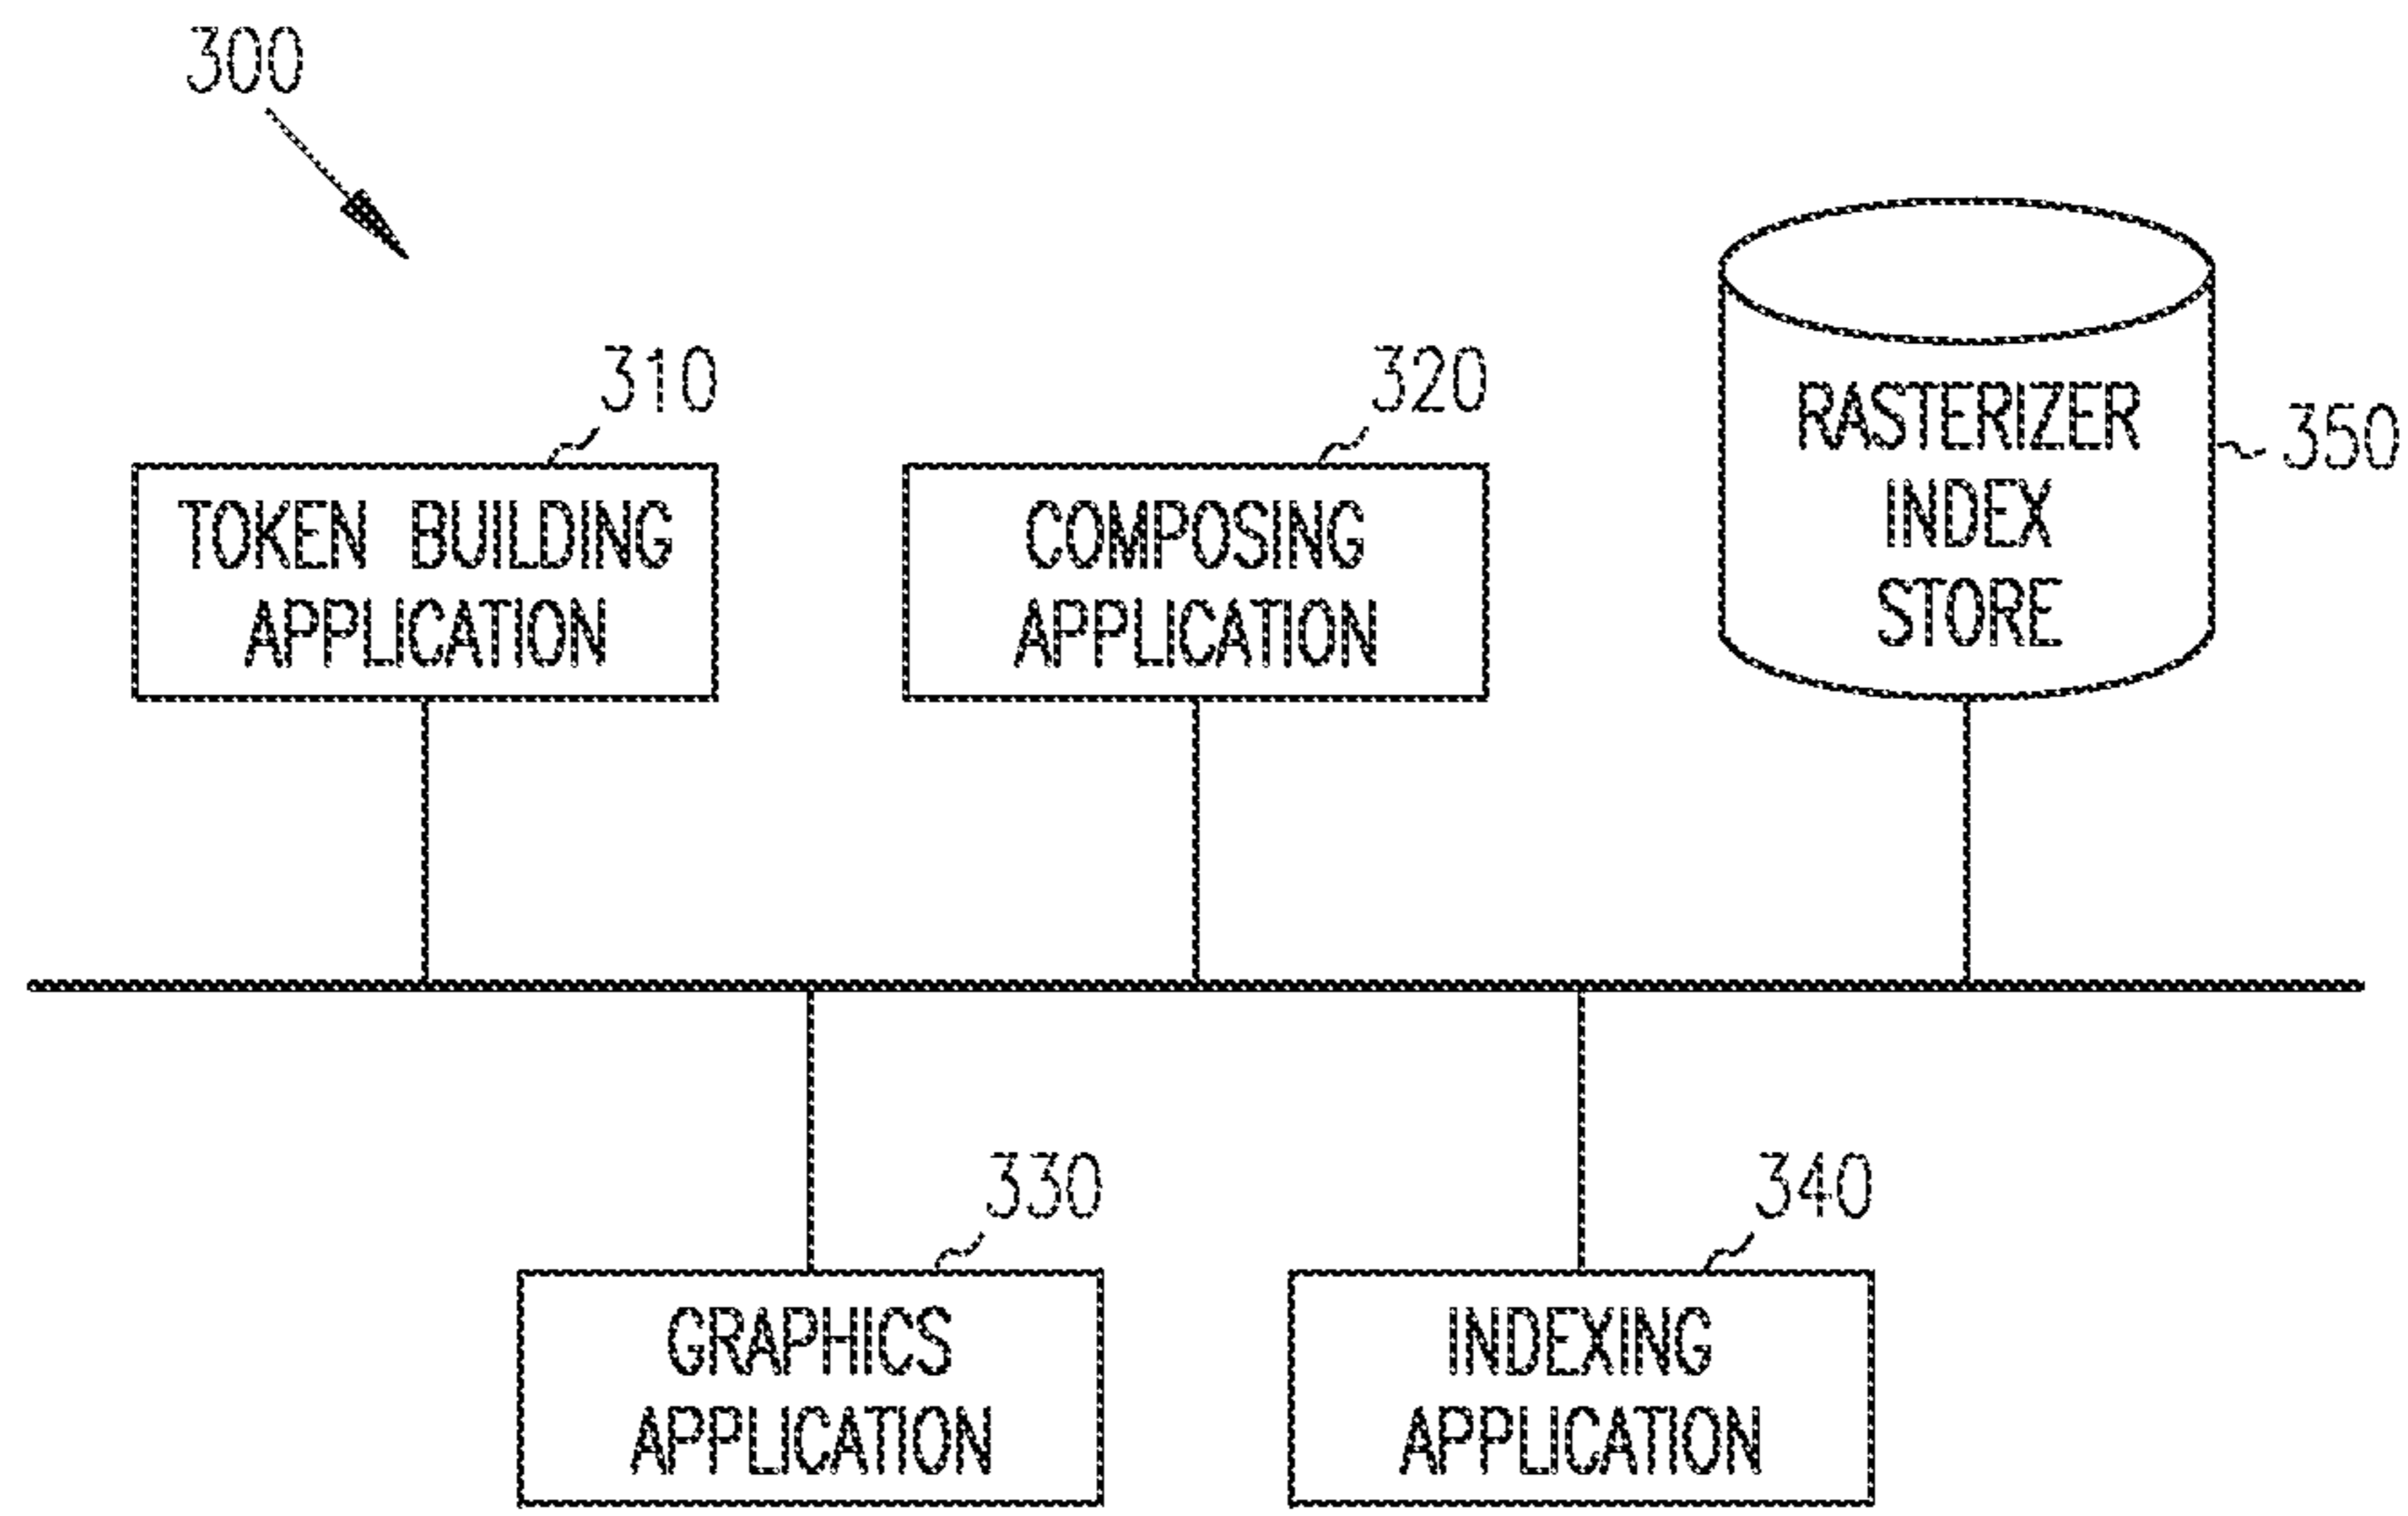 300
310
TOKEN BUILDING
APPLICATION
320
COMPOSING
APPLICATION
RASTERIZER
INDEX
STORE
350
330
GRAPHICS
APPLICATION
340
INDEXING
APPLICATION